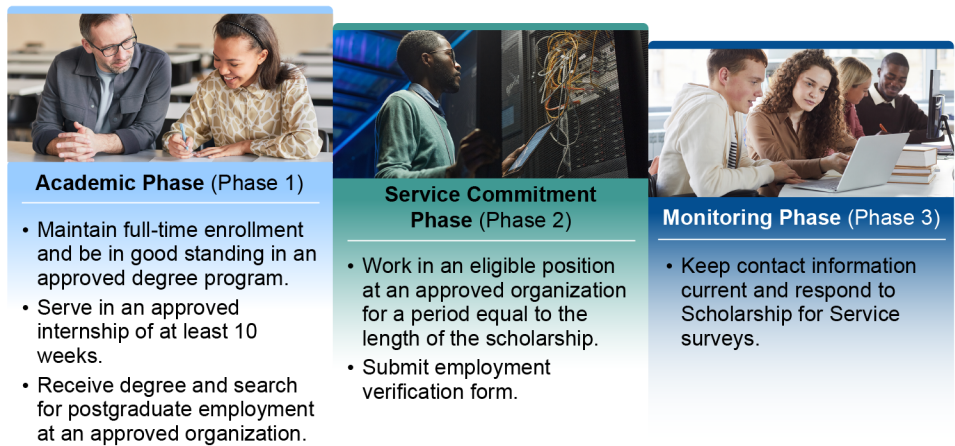 Academic Phase (Phase 1)
• Maintain full-time enrollment
and be in good standing in an
approved degree program.
• Serve in an approved
internship of at least 10
weeks.
• Receive degree and search
for postgraduate employment
at an approved organization.
Service Commitment
Phase (Phase 2)
• Work in an eligible position
at an approved organization
for a period equal to the
length of the scholarship.
• Submit employment
verification form.
Monitoring Phase (Phase 3)
• Keep contact information
current and respond to
Scholarship for Service
surveys.